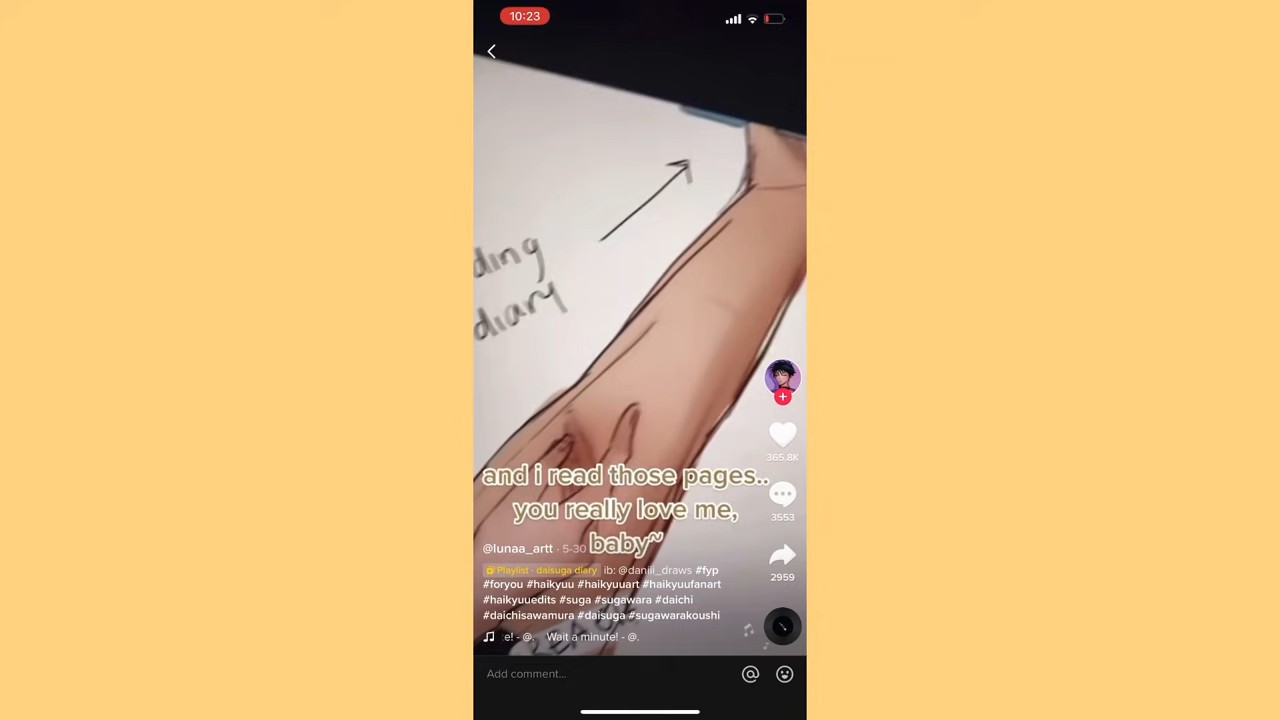 10:23
ding
diary
365.8K
and i read those pages..
you really love me,
baby~
3553
@lunaa_artt · 5-30
Playlist · daisuga diary ib: @daniii_draws #fyp
2959
#foryou #haikyuu #haikyuuart #haikyuufanart
#haikyuuedits #suga #sugawara #daichi
#daichisawamura #daisuga #sugawarakoushi
e! - @. Wait a minute! - @.
Add comment...